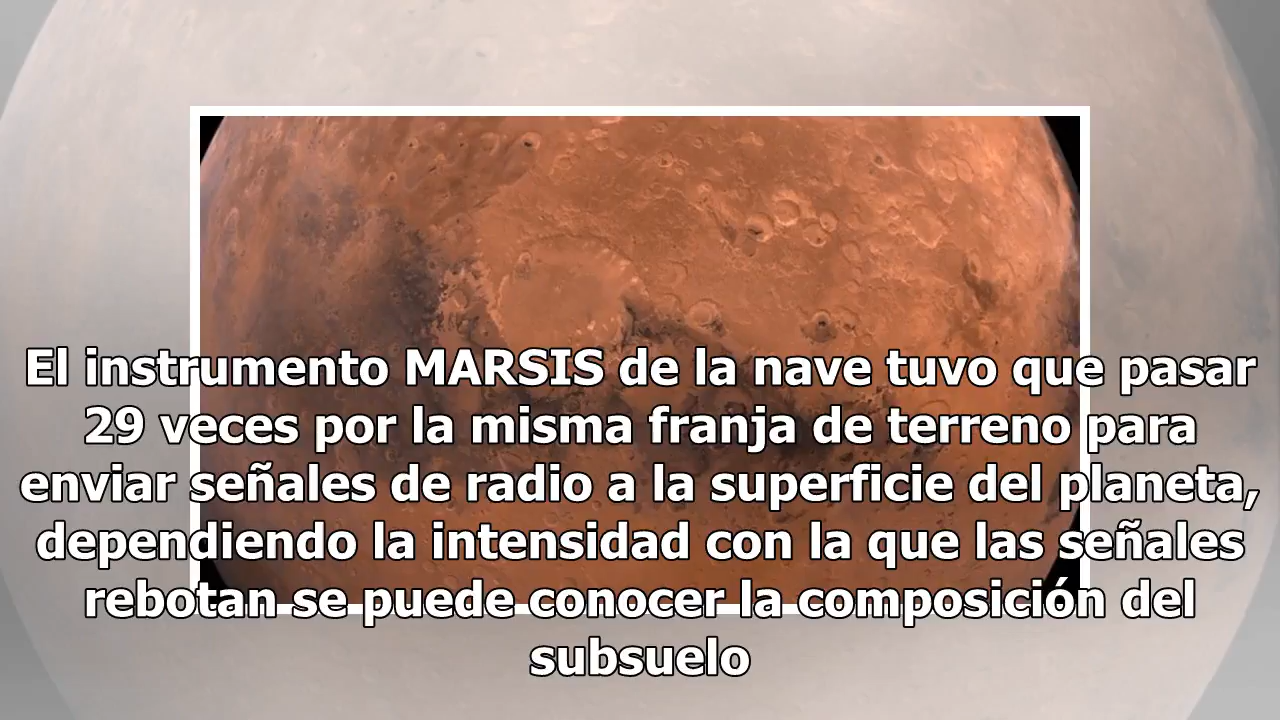 El instrumento MARSIS de la nave tuvo que pasar
29 veces por la misma franja de terreno para
enviar señales de radio a la superficie del planeta,
dependiendo la intensidad con la que las señales
rebotan se puede conocer la composición del
subsuelo